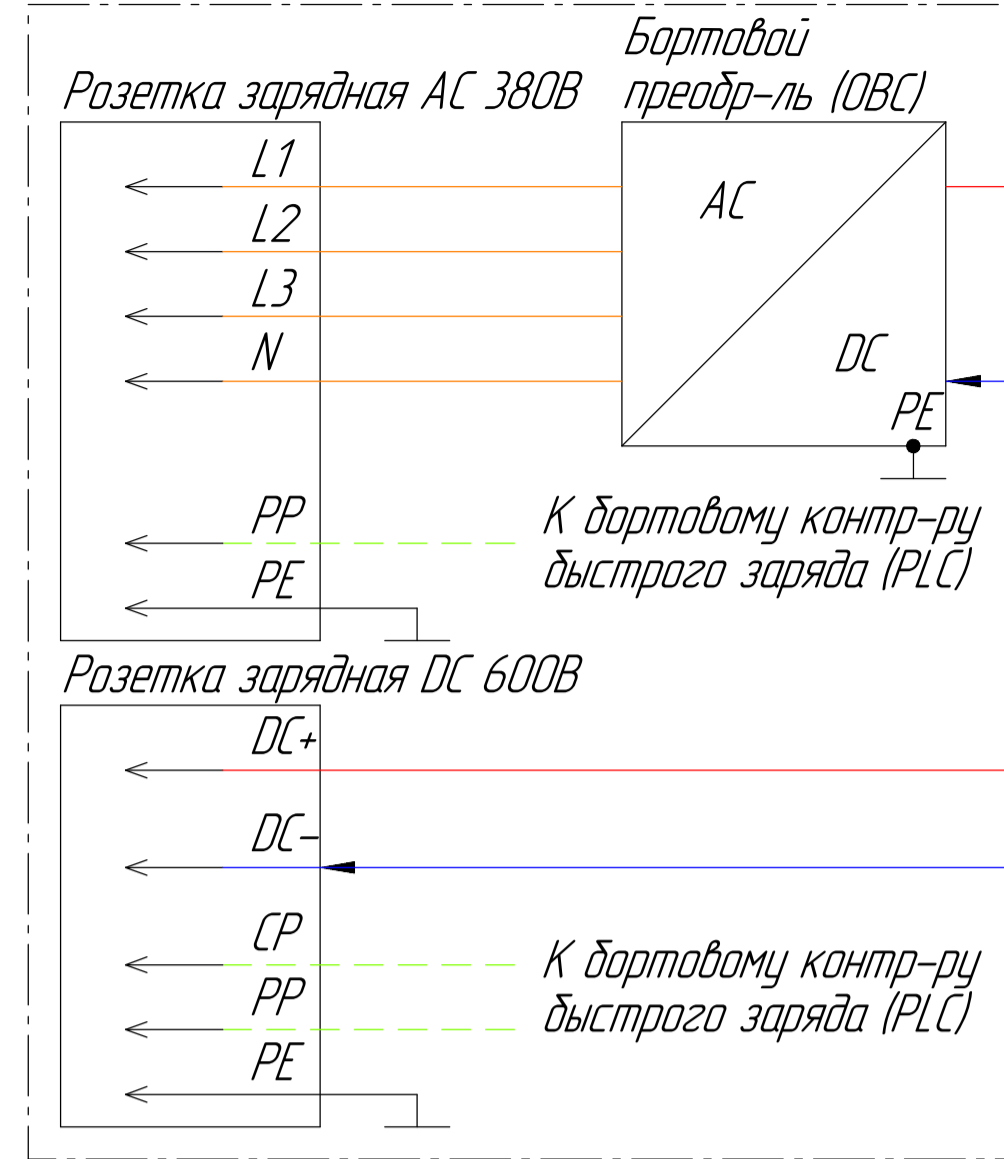 Бортовой
преобр-ль (ОВС)
Розетка зарядная AC 380В
L1
L2
L3
N
PP
PE
AC
DC
PE
К бортовому контр-ру
быстрого заряда (PLC)
Розетка зарядная DC 600В
DC+
DC-
CP
PP
PE
К бортовому контр-ру
быстрого заряда (PLC)